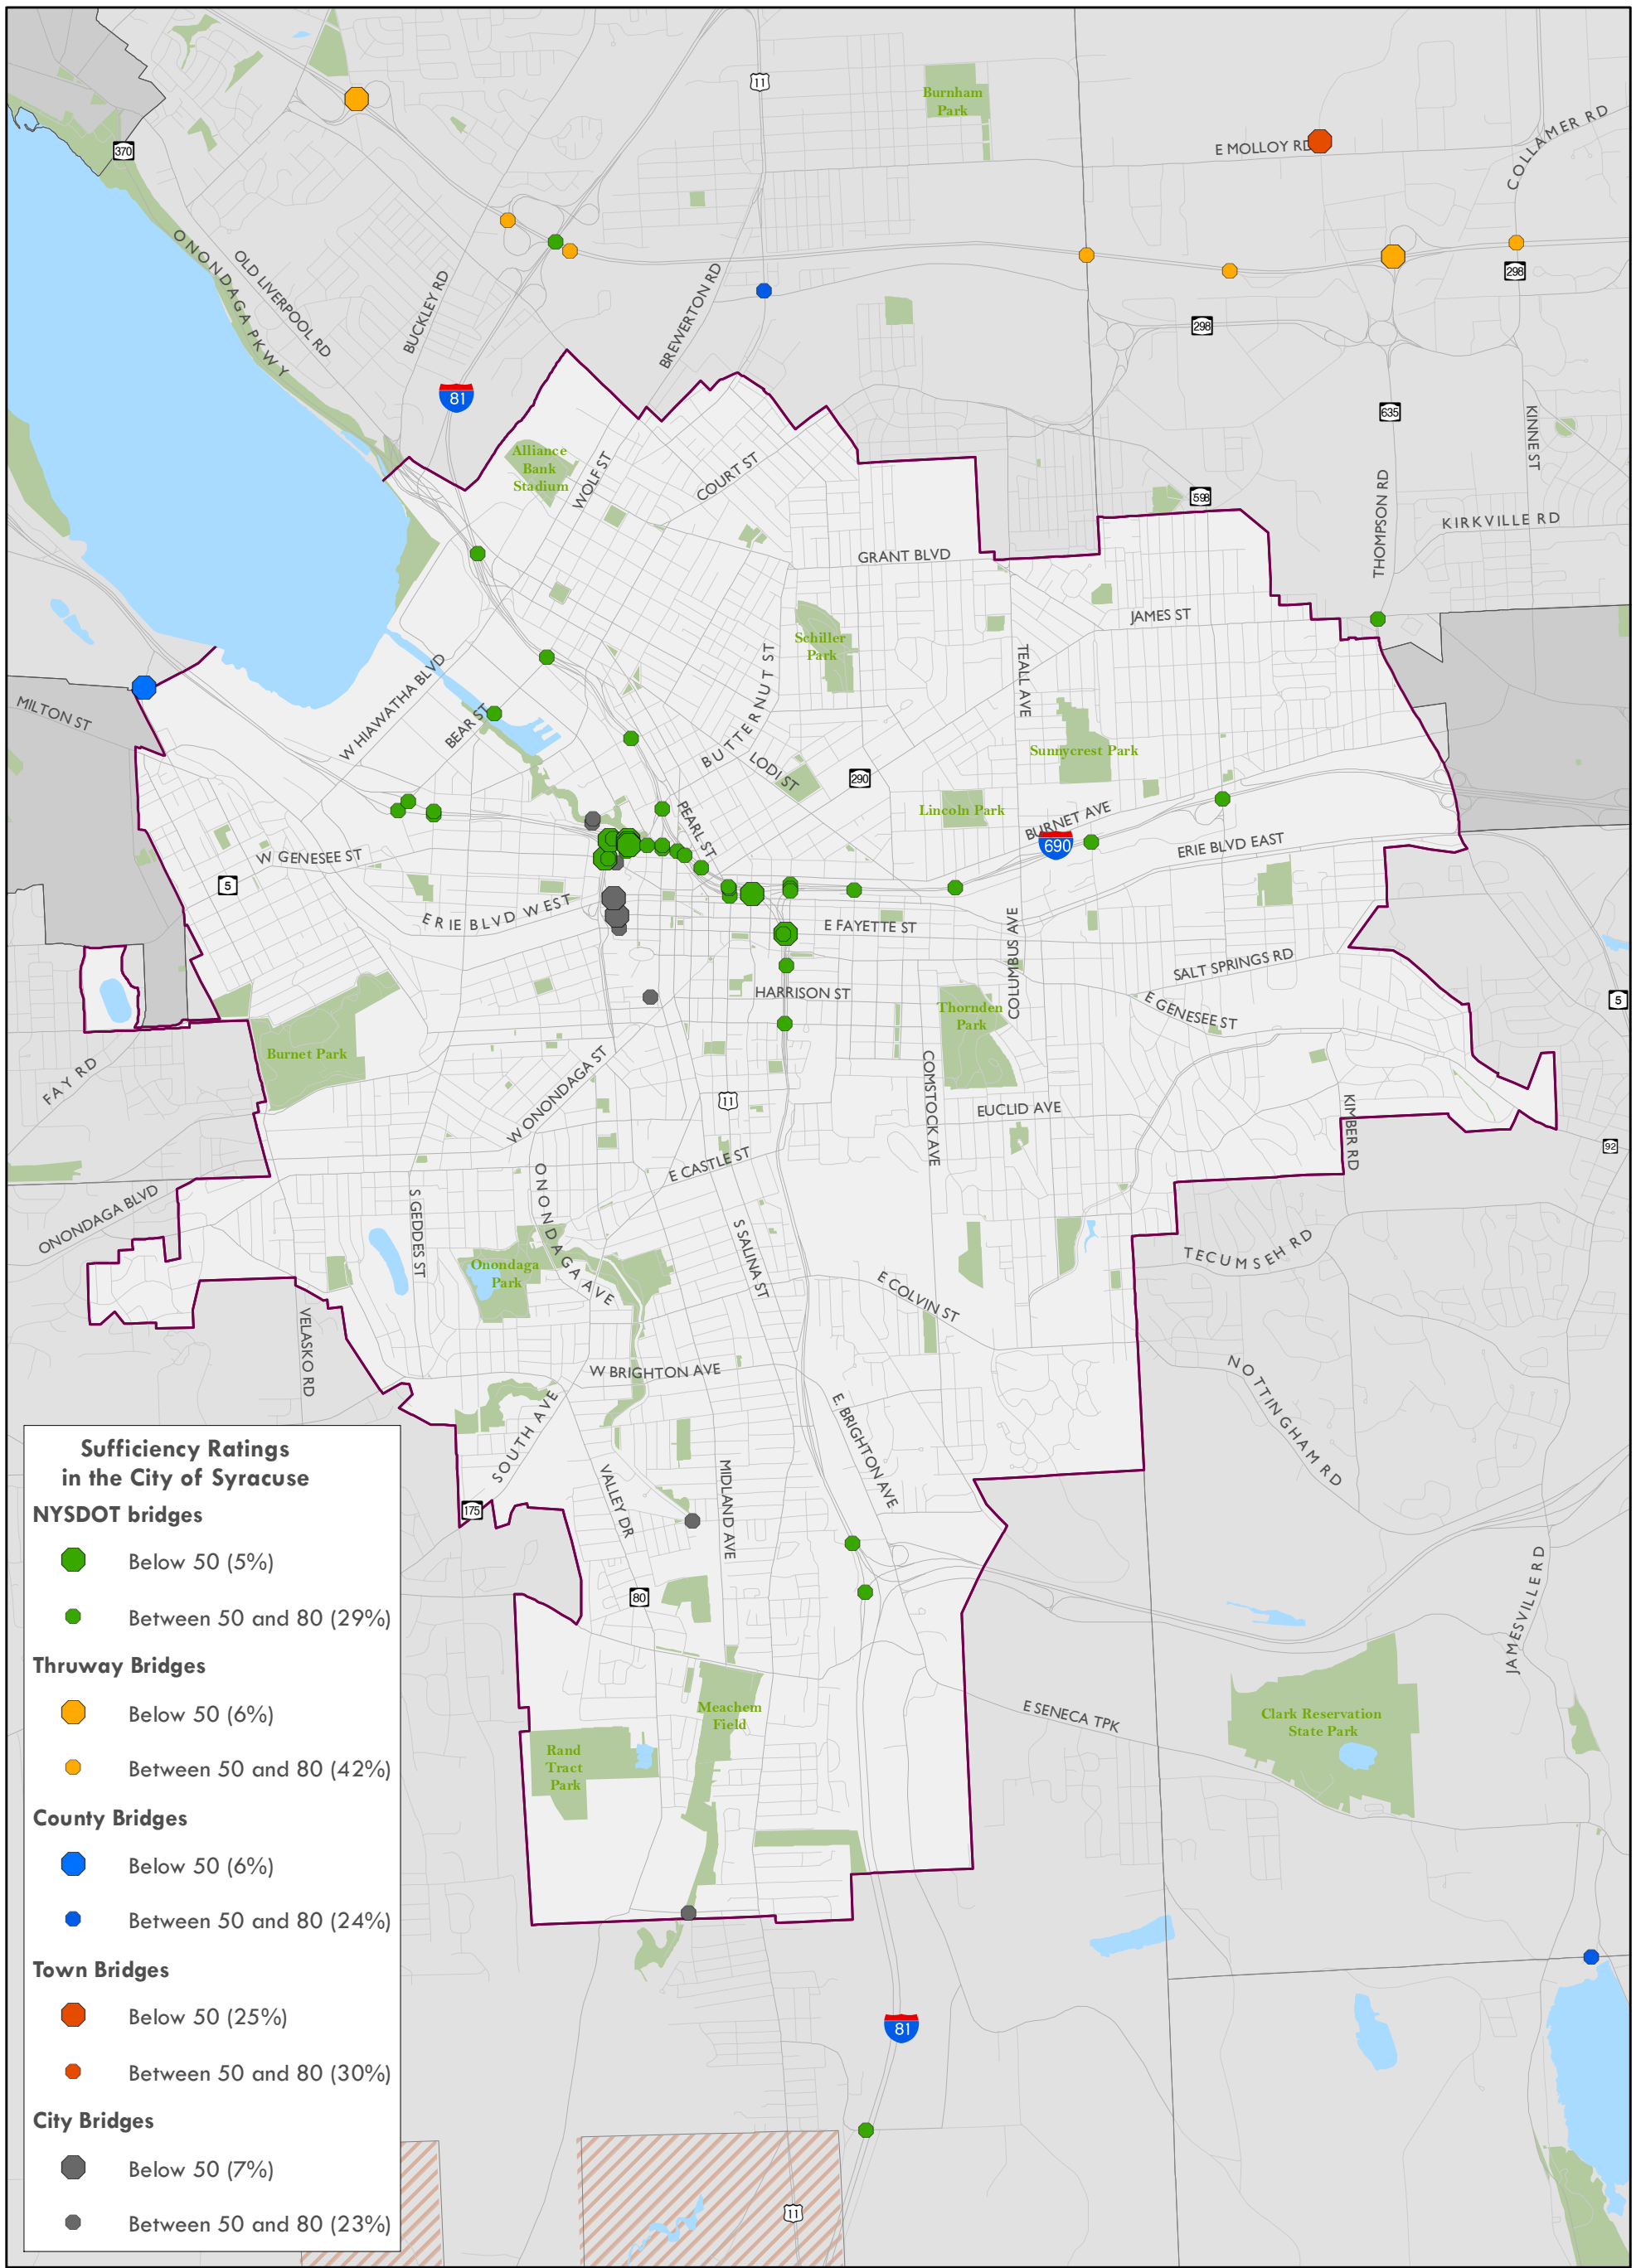 11
Burnham
Park
370
E MOLLOY RD
COLLAMER RD
ONONDAGA PKWY
OLD LIVERPOOL RD
BUCKLEY RD
BREWERTON RD
298
298
81
635
KINNE ST
Alliance
Bank
Stadium
WOLF ST
COURT ST
598
THOMPSON RD
KIRKVILLE RD
GRANT BLVD
JAMES ST
Schiller
Park
TEALL AVE
BUTTERNUT ST
W HIAWATHA BLVD
BEAR ST
MILTON ST
LODI ST
290
Sunnycrest Park
Lincoln Park
PEARL ST
BURNET AVE
690
ERIE BLVD EAST
W GENESEE ST
5
ERIE BLVD WEST
E FAYETTE ST
COLUMBUS AVE
SALT SPRINGS RD
HARRISON ST
Thornden
Park
E GENESEE ST
5
Burnet Park
FAY RD
W ONONDAGA ST
11
COMSTOCK AVE
EUCLID AVE
KIMBER RD
92
E CASTLE ST
ONONDAGA BLVD
S GEDDES ST
ONONDAGA AVE
S SALINA ST
TECUMSEH RD
Onondaga
Park
E COLVIN ST
VELASKO RD
W BRIGHTON AVE
E. BRIGHTON AVE
NOTTINGHAM RD
SOUTH AVE
VALLEY DR
MIDLAND AVE
175
80
JAMESVILLE RD
Meachem
Field
E SENECA TPK
Clark Reservation
State Park
Rand
Tract
Park
81
11
Sufficiency Ratings
in the City of Syracuse
NYSDOT bridges
Below 50 (5%)
Between 50 and 80 (29%)
Thruway Bridges
Below 50 (6%)
Between 50 and 80 (42%)
County Bridges
Below 50 (6%)
Between 50 and 80 (24%)
Town Bridges
Below 50 (25%)
Between 50 and 80 (30%)
City Bridges
Below 50 (7%)
Between 50 and 80 (23%)